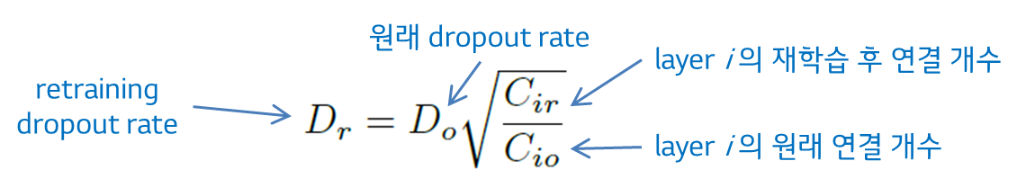 원래 dropout rate
layer i의 재학습 후 연결 개수
retraining
dropout rate
D_r = D_o √(C_ir / C_io)
layer i의 원래 연결 개수